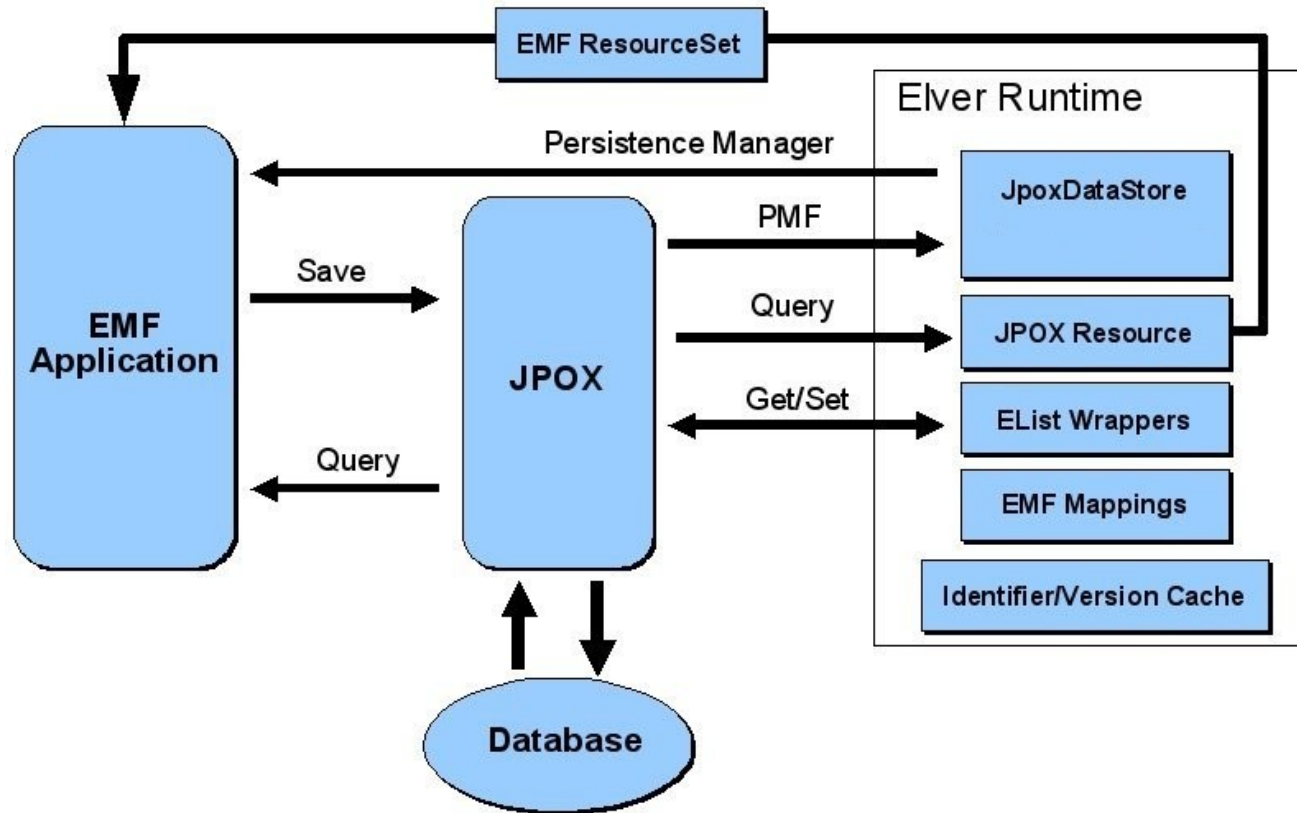 EMF ResourceSet
Elver Runtime
Persistence Manager
JpoxDataStore
PMF
Save
Query
JPOX Resource
EMF
Application
JPOX
Get/Set
EList Wrappers
Query
EMF Mappings
Identifier/Version Cache
Database